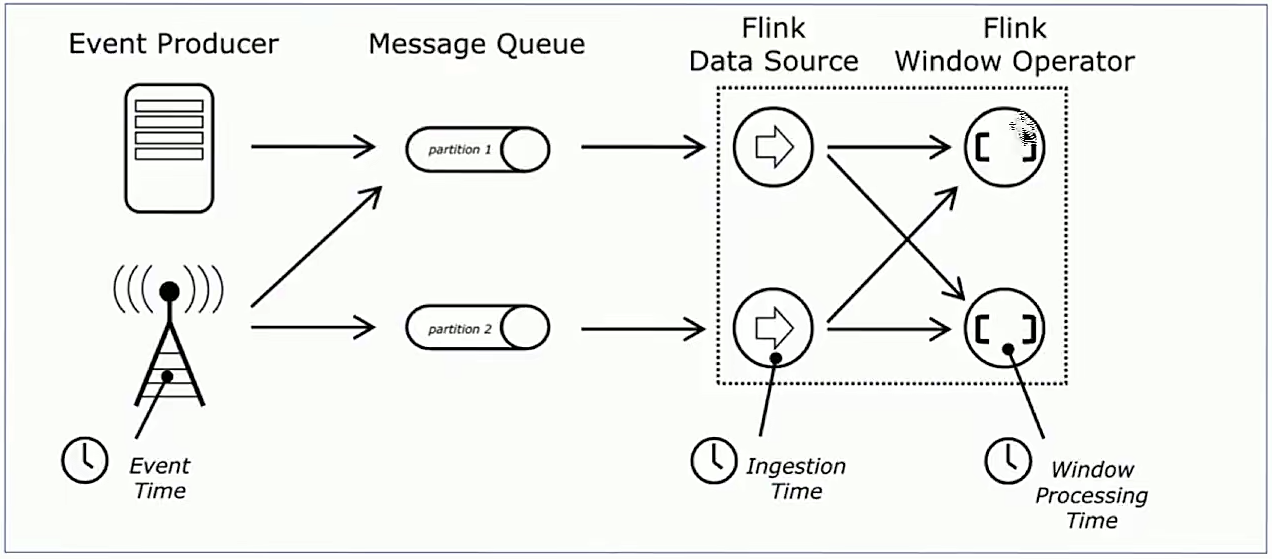 Event Producer
Message Queue
Flink
Data Source
Flink
Window Operator
partition 1
partition 2
Event
Time
Ingestion
Time
Window
Processing
Time